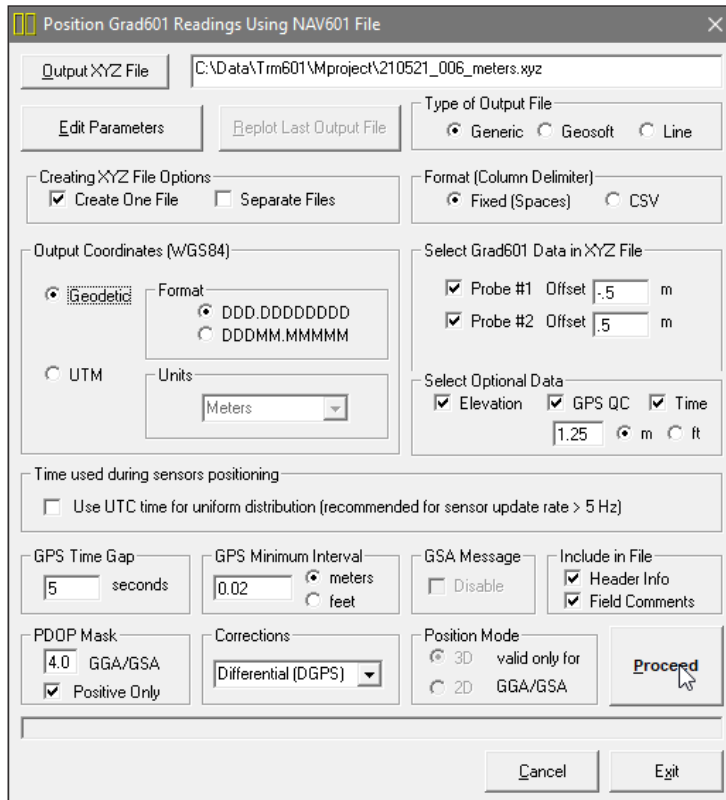 Position Grad601 Readings Using NAV601 File
Output XYZ File
C:\Data\Trm601\Mproject\210521_006_meters.xyz
Edit Parameters
Replot Last Output File
Type of Output File
Generic Geosoft Line
Creating XYZ File Options
Create One File Separate Files
Format (Column Delimiter)
Fixed (Spaces) CSV
Output Coordinates (WGS84)
Geodetic
Format
DDD.DDDDDDDD
DDDMM.MMMMM
UTM
Units
Meters
Select Grad601 Data in XYZ File
Probe #1 Offset -.5 m
Probe #2 Offset .5 m
Select Optional Data
Elevation GPS QC Time
1.25 m ft
Time used during sensors positioning
Use UTC time for uniform distribution (recommended for sensor update rate > 5 Hz)
GPS Time Gap
5 seconds
GPS Minimum Interval
0.02 meters
feet
GSA Message
Disable
Include in File
Header Info
Field Comments
PDOP Mask
4.0 GGA/GSA
Positive Only
Corrections
Differential (DGPS)
Position Mode
3D valid only for
2D GGA/GSA
Proceed
Cancel
Exit